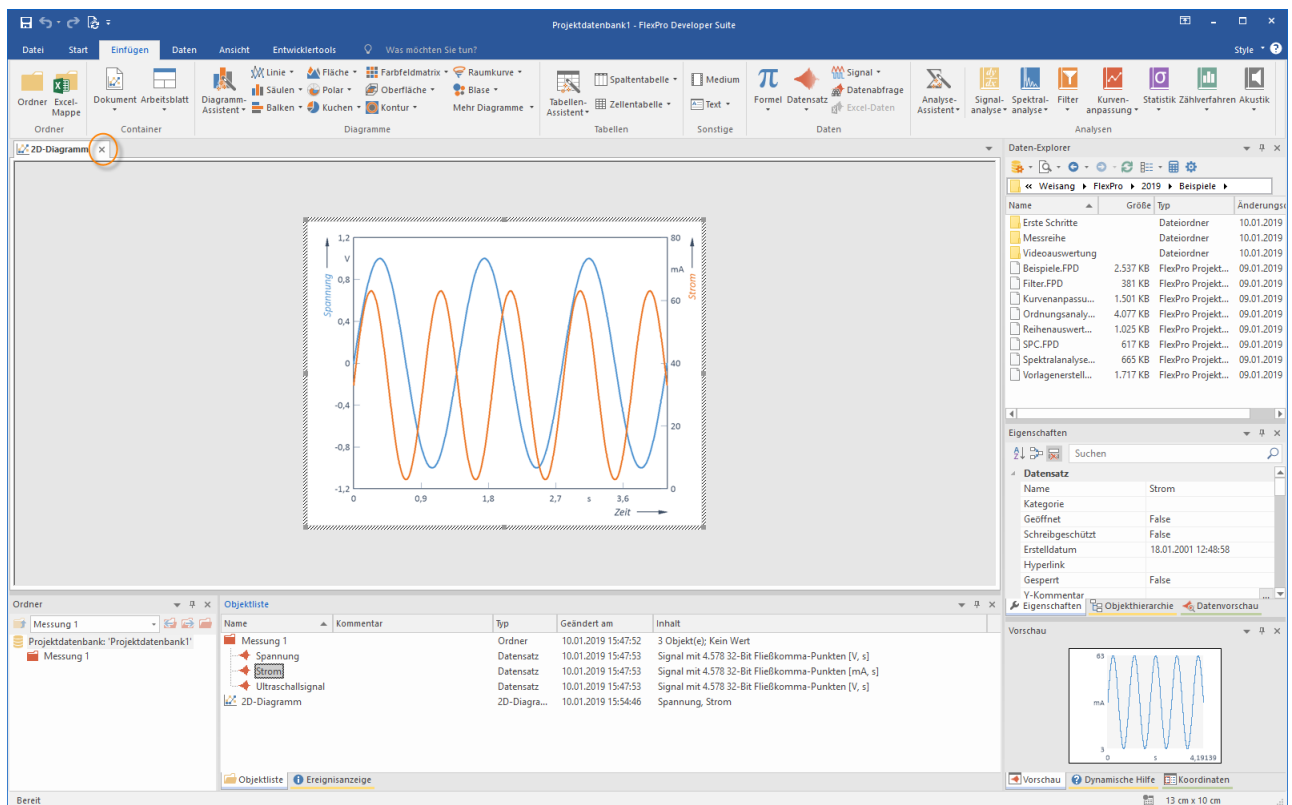 Projektdatenbank1 - FlexPro Developer Suite
Datei Start Einfügen Daten Ansicht Entwicklertools Was möchten Sie tun? Style
Linie Fläche Farbfeldmatrix Raumkurve Spaltentabelle Medium Signal
Säulen Polar Oberfläche Blase Datenabfrage
Balken Kuchen Kontur Mehr Diagramme Zellentabelle Text Excel-Daten
Ordner Excel-Mappe Dokument Arbeitsblatt Diagramm-Assistent Tabellen-Assistent Formel Datensatz Analyse-Assistent Signal-analyse Spektral-analyse Filter Kurven-anpassung Statistik Zählverfahren Akustik
Ordner Container Diagramme Tabellen Sonstige Daten Analysen
2D-Diagramm
1,2
V
0,8
0,4
0
-0,4
-0,8
-1,2
Spannung
80
mA
60
40
20
0
Strom
0 0,9 1,8 2,7 s 3,6
Zeit
Daten-Explorer
« Weisang FlexPro 2019 Beispiele
Name Größe Typ Änderungsd
Erste Schritte Dateiordner 10.01.2019
Messreihe Dateiordner 10.01.2019
Videoauswertung Dateiordner 10.01.2019
Beispiele.FPD 2.537 KB FlexPro Projekt... 09.01.2019
Filter.FPD 381 KB FlexPro Projekt... 09.01.2019
Kurvenanpassu... 1.501 KB FlexPro Projekt... 09.01.2019
Ordnungsanaly... 4.077 KB FlexPro Projekt... 09.01.2019
Reihenauswert... 1.025 KB FlexPro Projekt... 09.01.2019
SPC.FPD 617 KB FlexPro Projekt... 09.01.2019
Spektralanalyse... 665 KB FlexPro Projekt... 09.01.2019
Vorlagenerstell... 1.717 KB FlexPro Projekt... 09.01.2019
Eigenschaften
Suchen
Datensatz
Name Strom
Kategorie
Geöffnet False
Schreibgeschützt False
Erstelldatum 18.01.2001 12:48:58
Hyperlink
Gesperrt False
Y-Kommentar ...
Eigenschaften Objekthierarchie Datenvorschau
Ordner
Messung 1
Projektdatenbank: 'Projektdatenbank1'
Messung 1
Objektliste
Name Kommentar Typ Geändert am Inhalt
Messung 1 Ordner 10.01.2019 15:47:52 3 Objekt(e); Kein Wert
Spannung Datensatz 10.01.2019 15:47:53 Signal mit 4.578 32-Bit Fließkomma-Punkten [V, s]
Strom Datensatz 10.01.2019 15:47:53 Signal mit 4.578 32-Bit Fließkomma-Punkten [mA, s]
Ultraschallsignal Datensatz 10.01.2019 15:47:53 Signal mit 4.578 32-Bit Fließkomma-Punkten [V, s]
2D-Diagramm 2D-Diagra... 10.01.2019 15:54:46 Spannung, Strom
Objektliste Ereignisanzeige
Vorschau
63
mA
3
0 s 4,19139
Vorschau Dynamische Hilfe Koordinaten
Bereit 13 cm x 10 cm